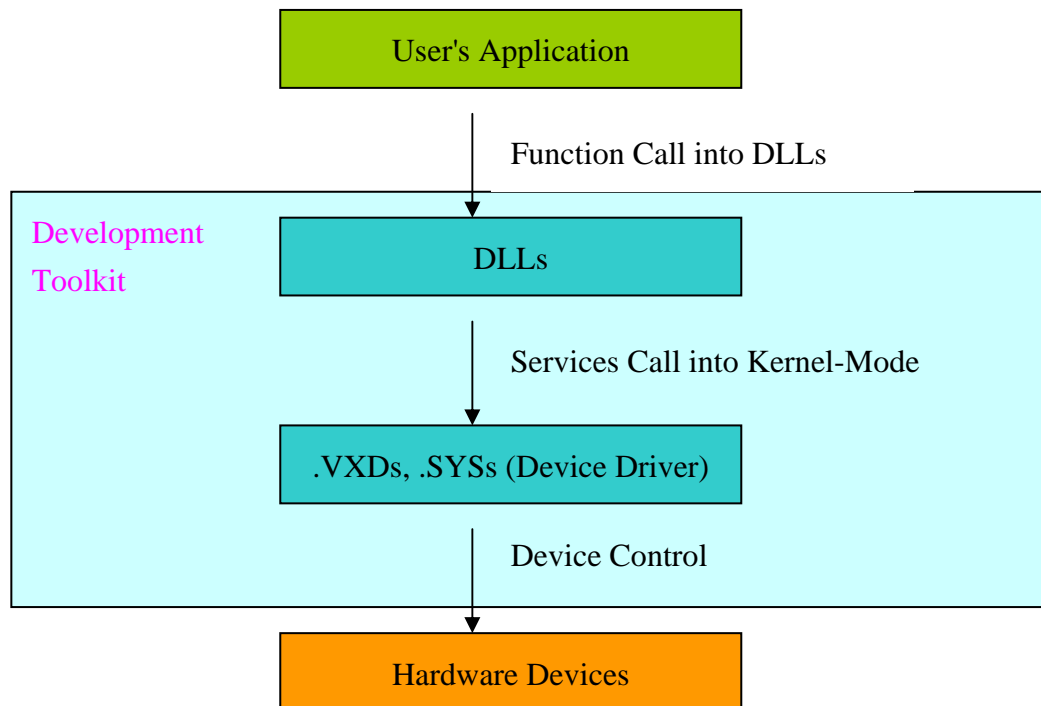 User's Application
Function Call into DLLs
Development
Toolkit
DLLs
Services Call into Kernel-Mode
.VXDs, .SYSs (Device Driver)
Device Control
Hardware Devices